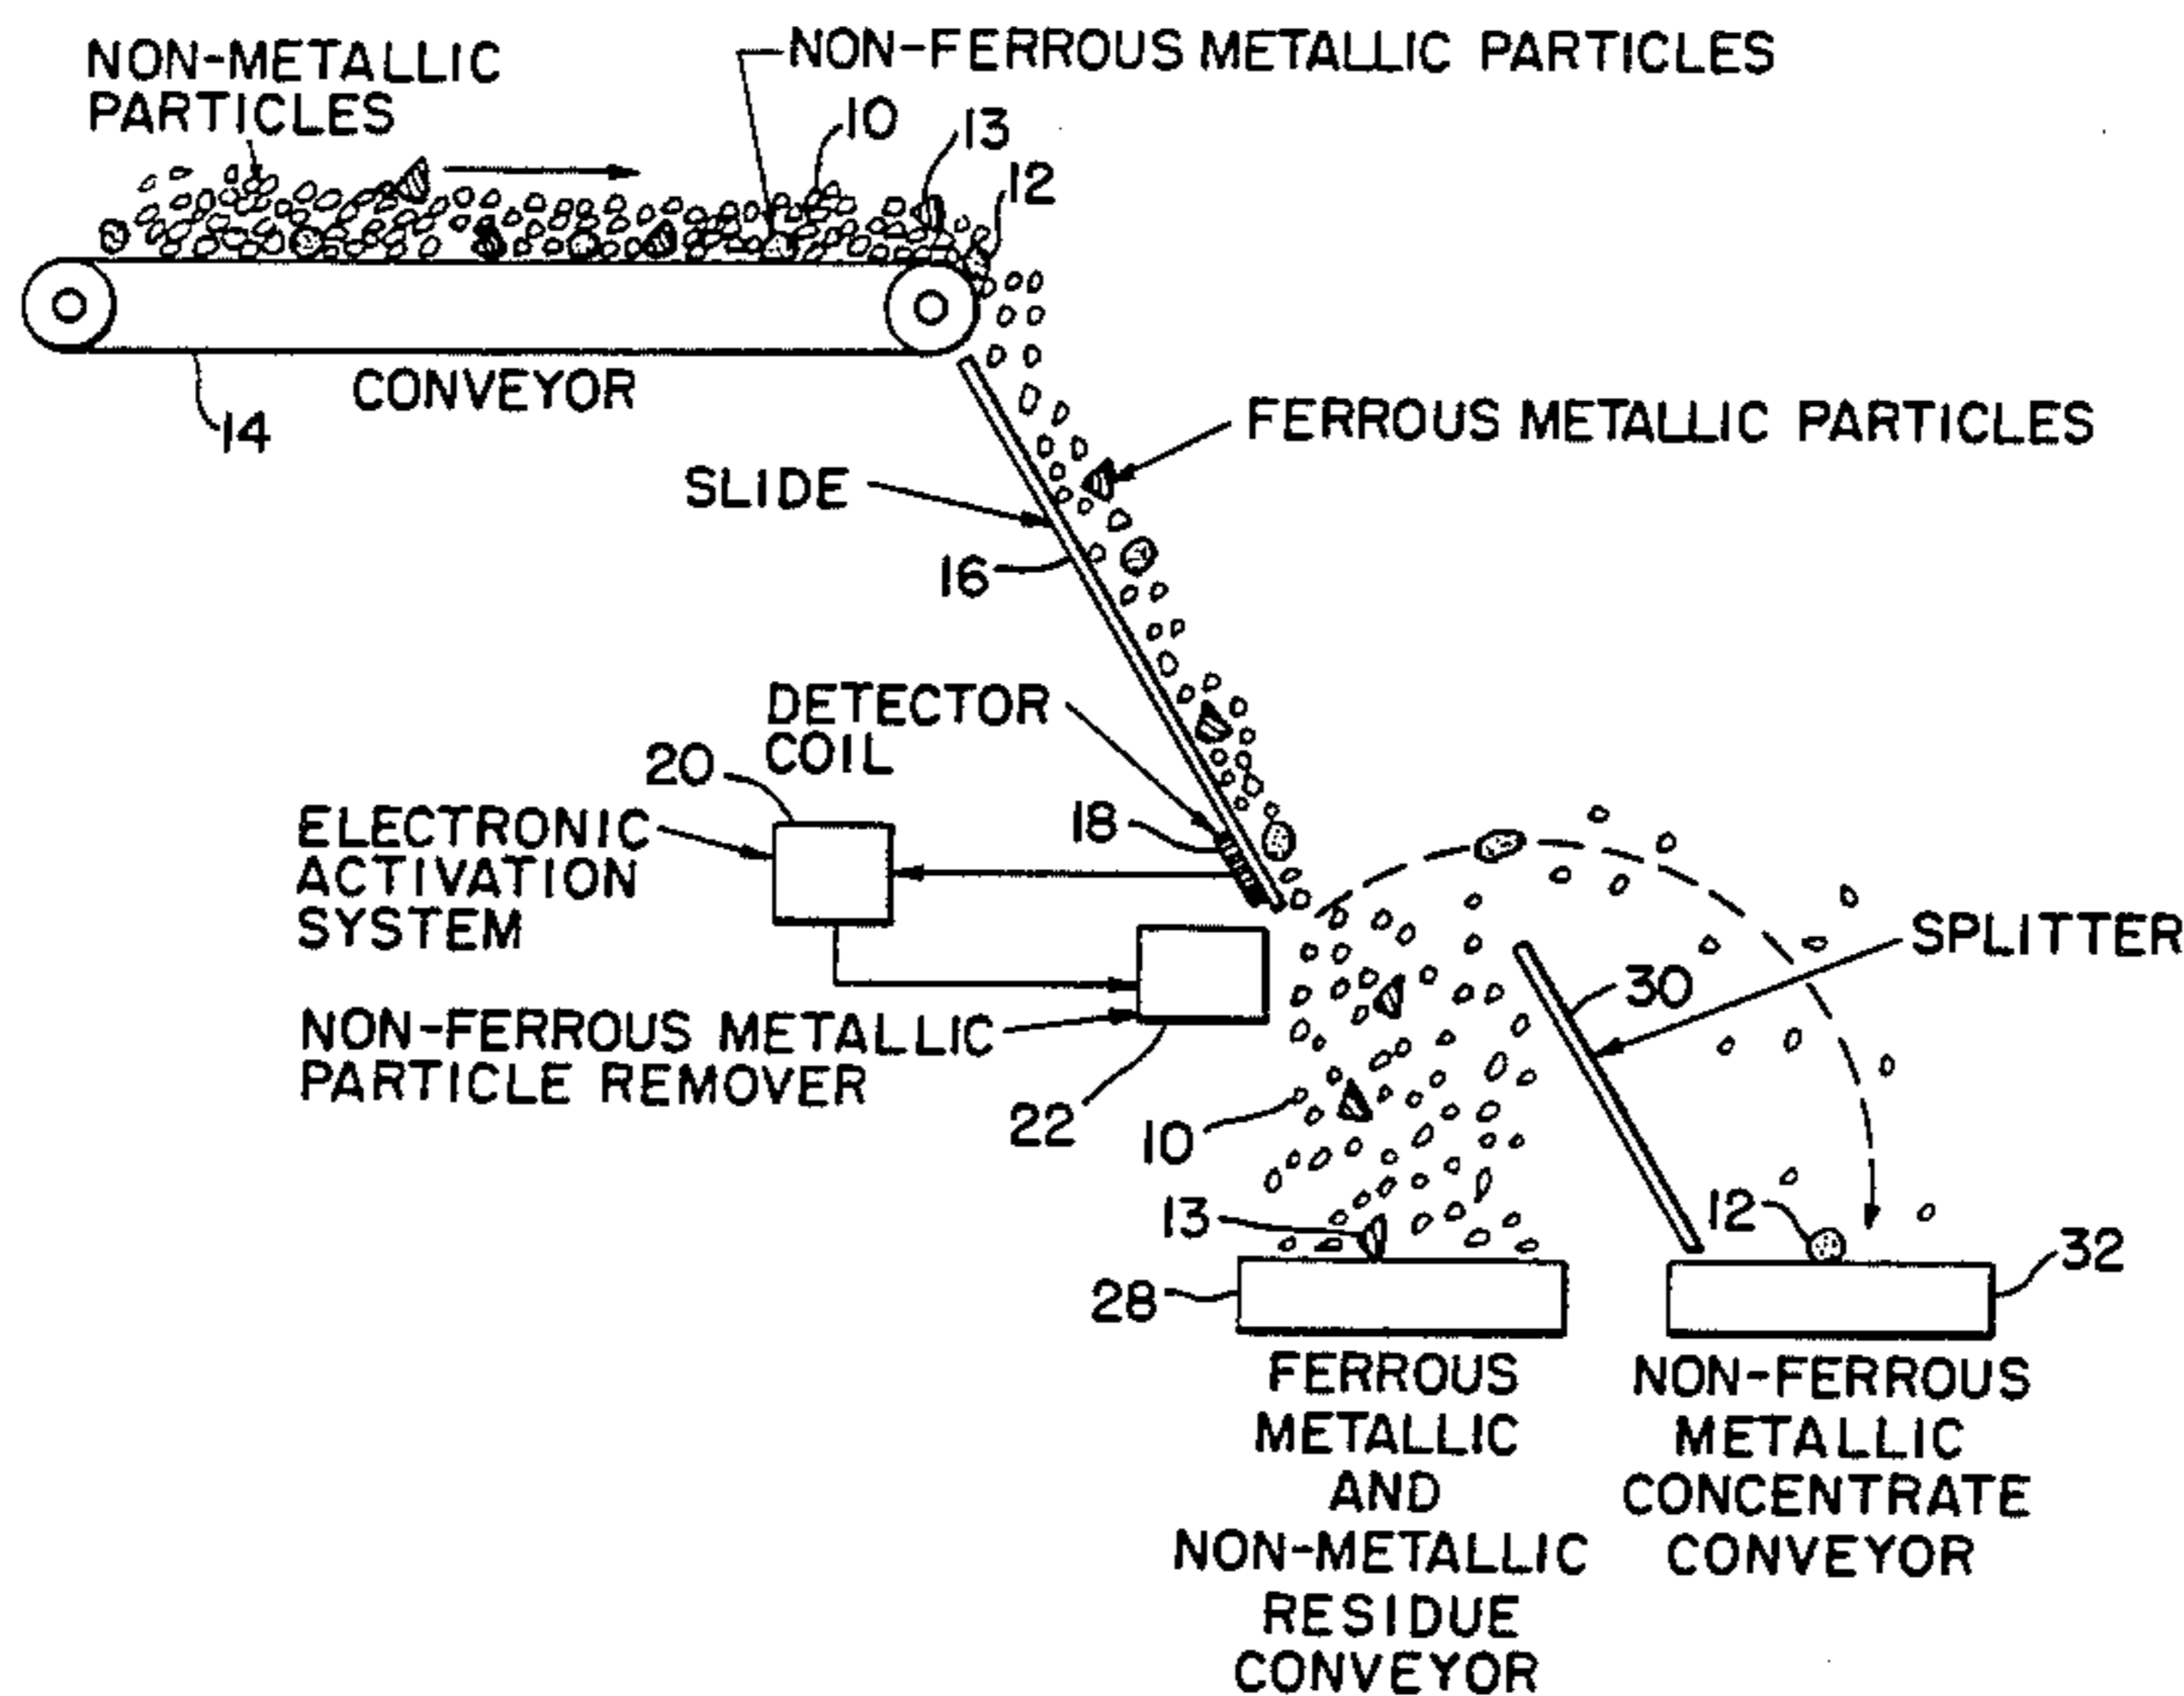 NON-METALLIC
PARTICLES
NON-FERROUS METALLIC PARTICLES
10
13
12
CONVEYOR
14
FERROUS METALLIC PARTICLES
SLIDE
16
DETECTOR
COIL
20
18
ELECTRONIC
ACTIVATION
SYSTEM
SPLITTER
30
NON-FERROUS METALLIC
PARTICLE REMOVER
22
10
13
12
32
28
FERROUS
METALLIC
AND
NON-METALLIC
RESIDUE
CONVEYOR
NON-FERROUS
METALLIC
CONCENTRATE
CONVEYOR